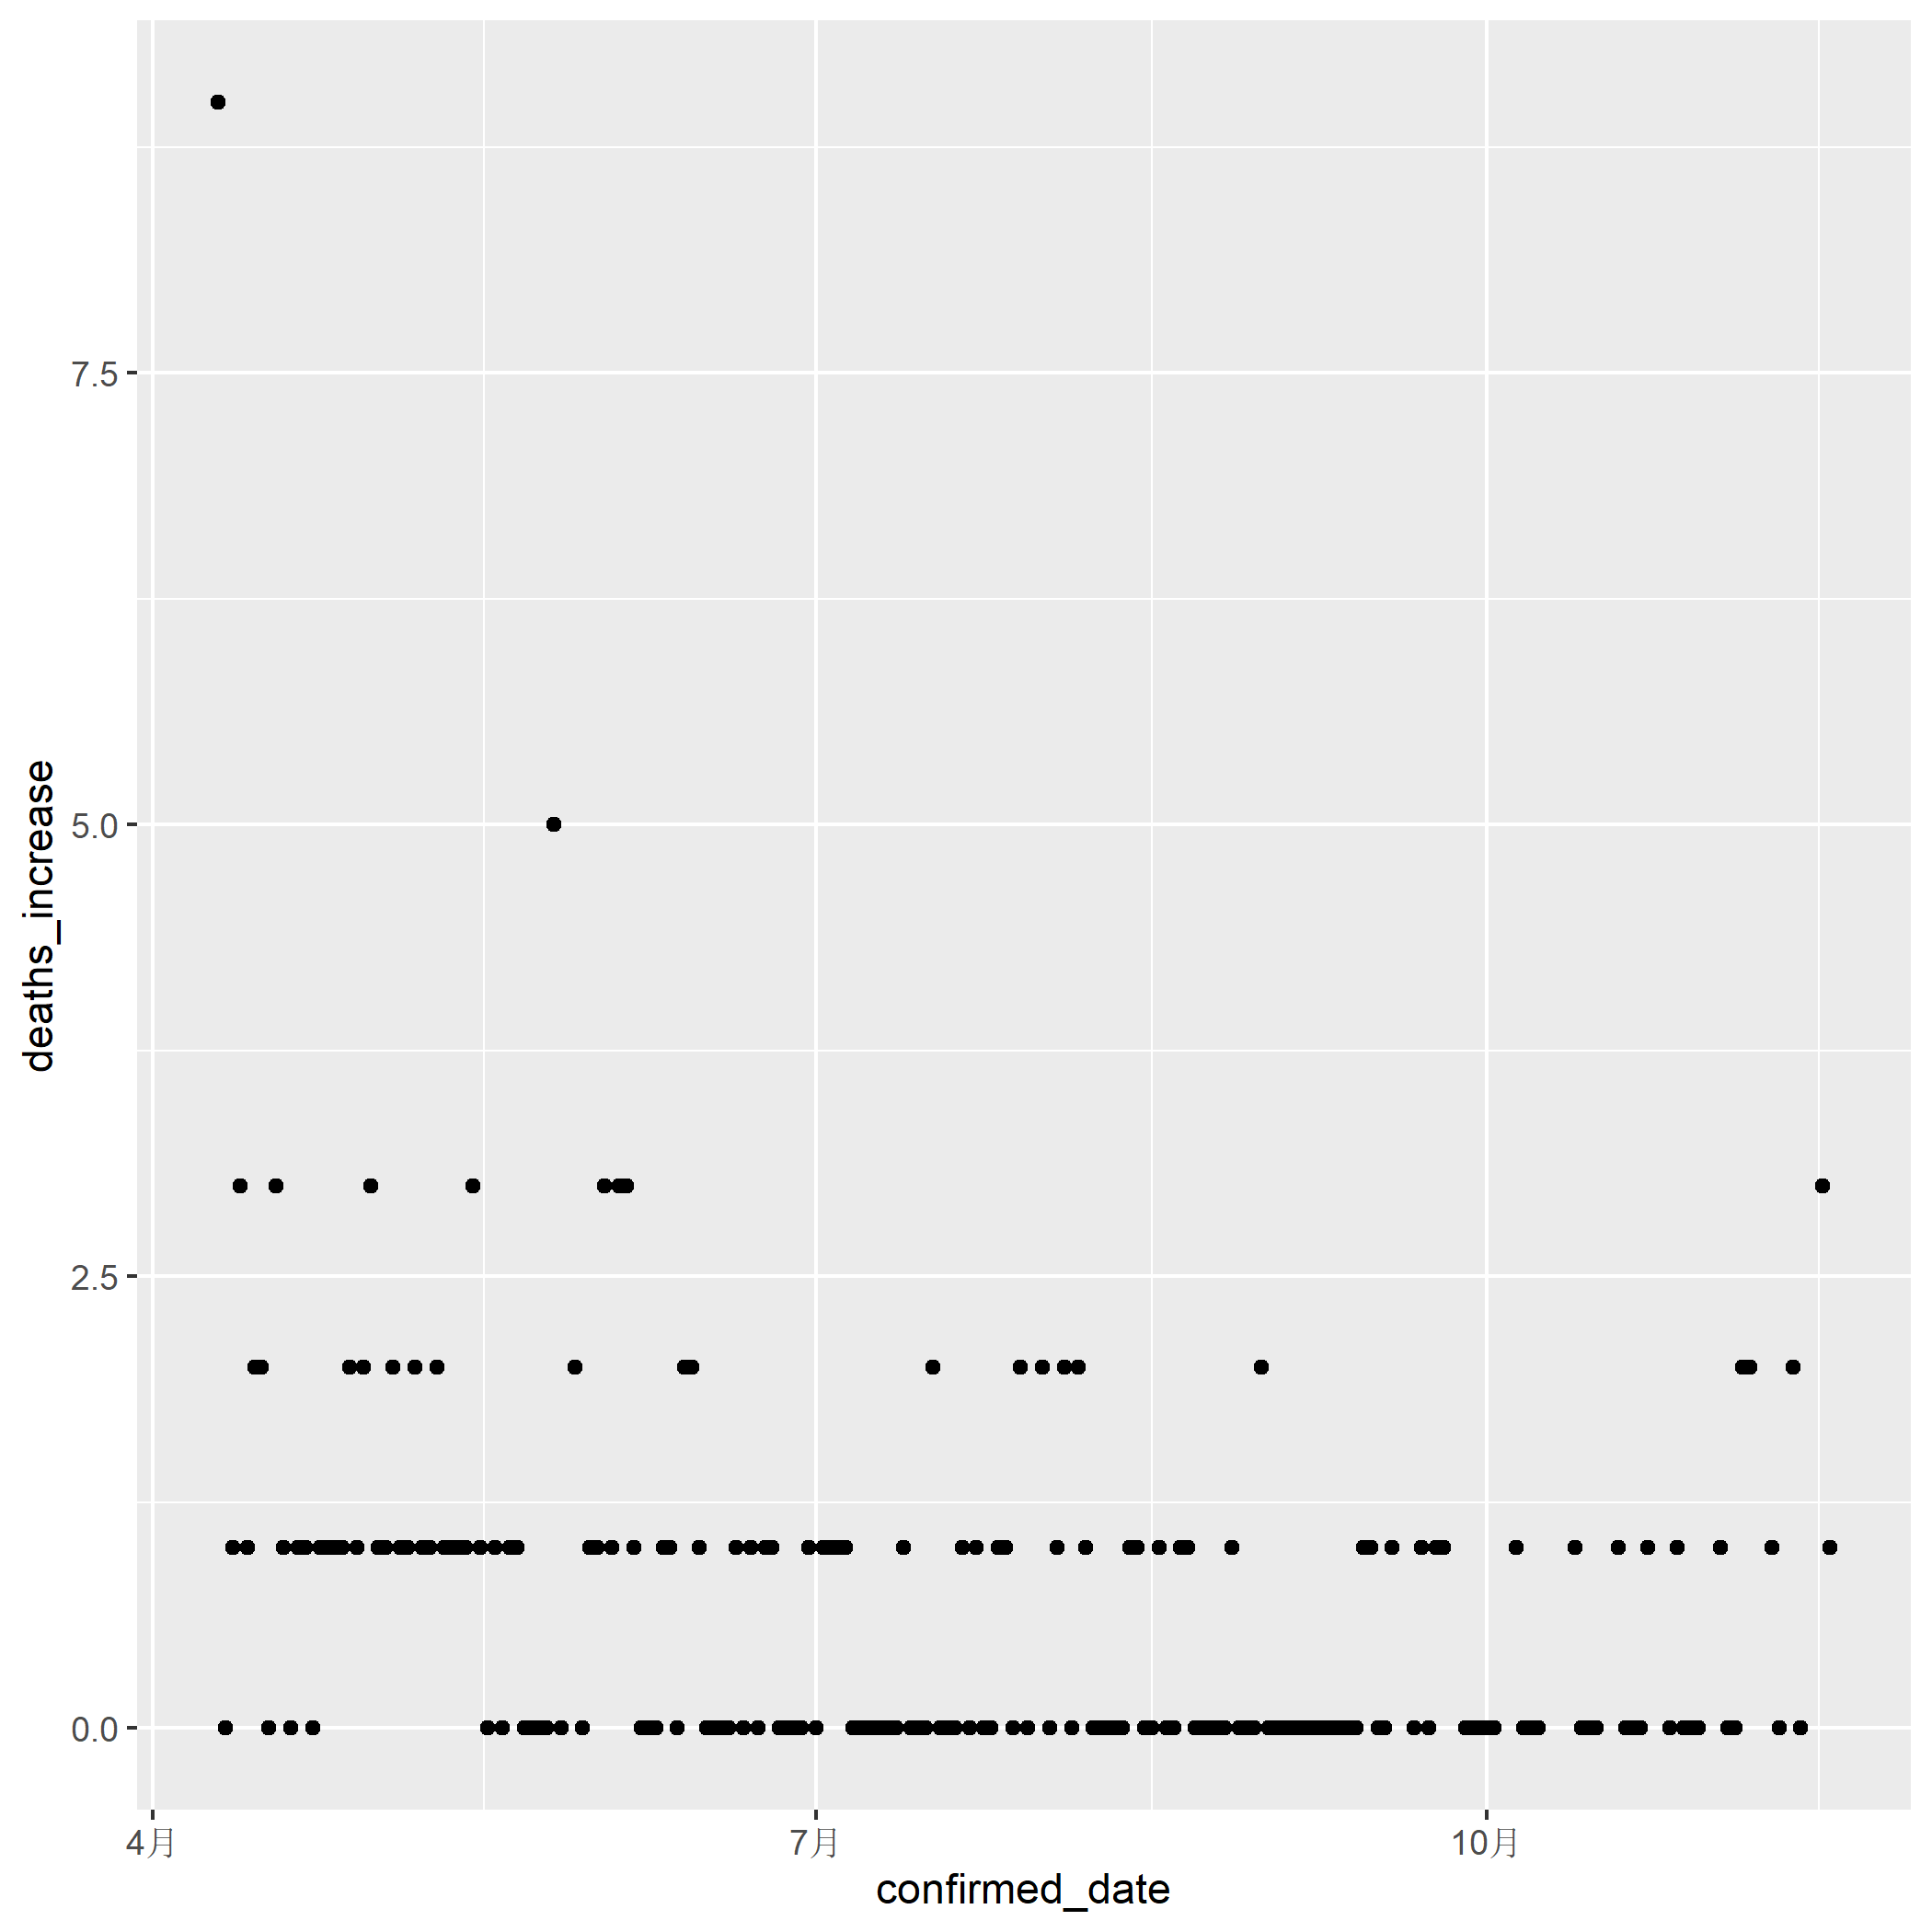 deaths_increase
7.5
5.0
2.5
0.0
4月
7月
10月
confirmed_date